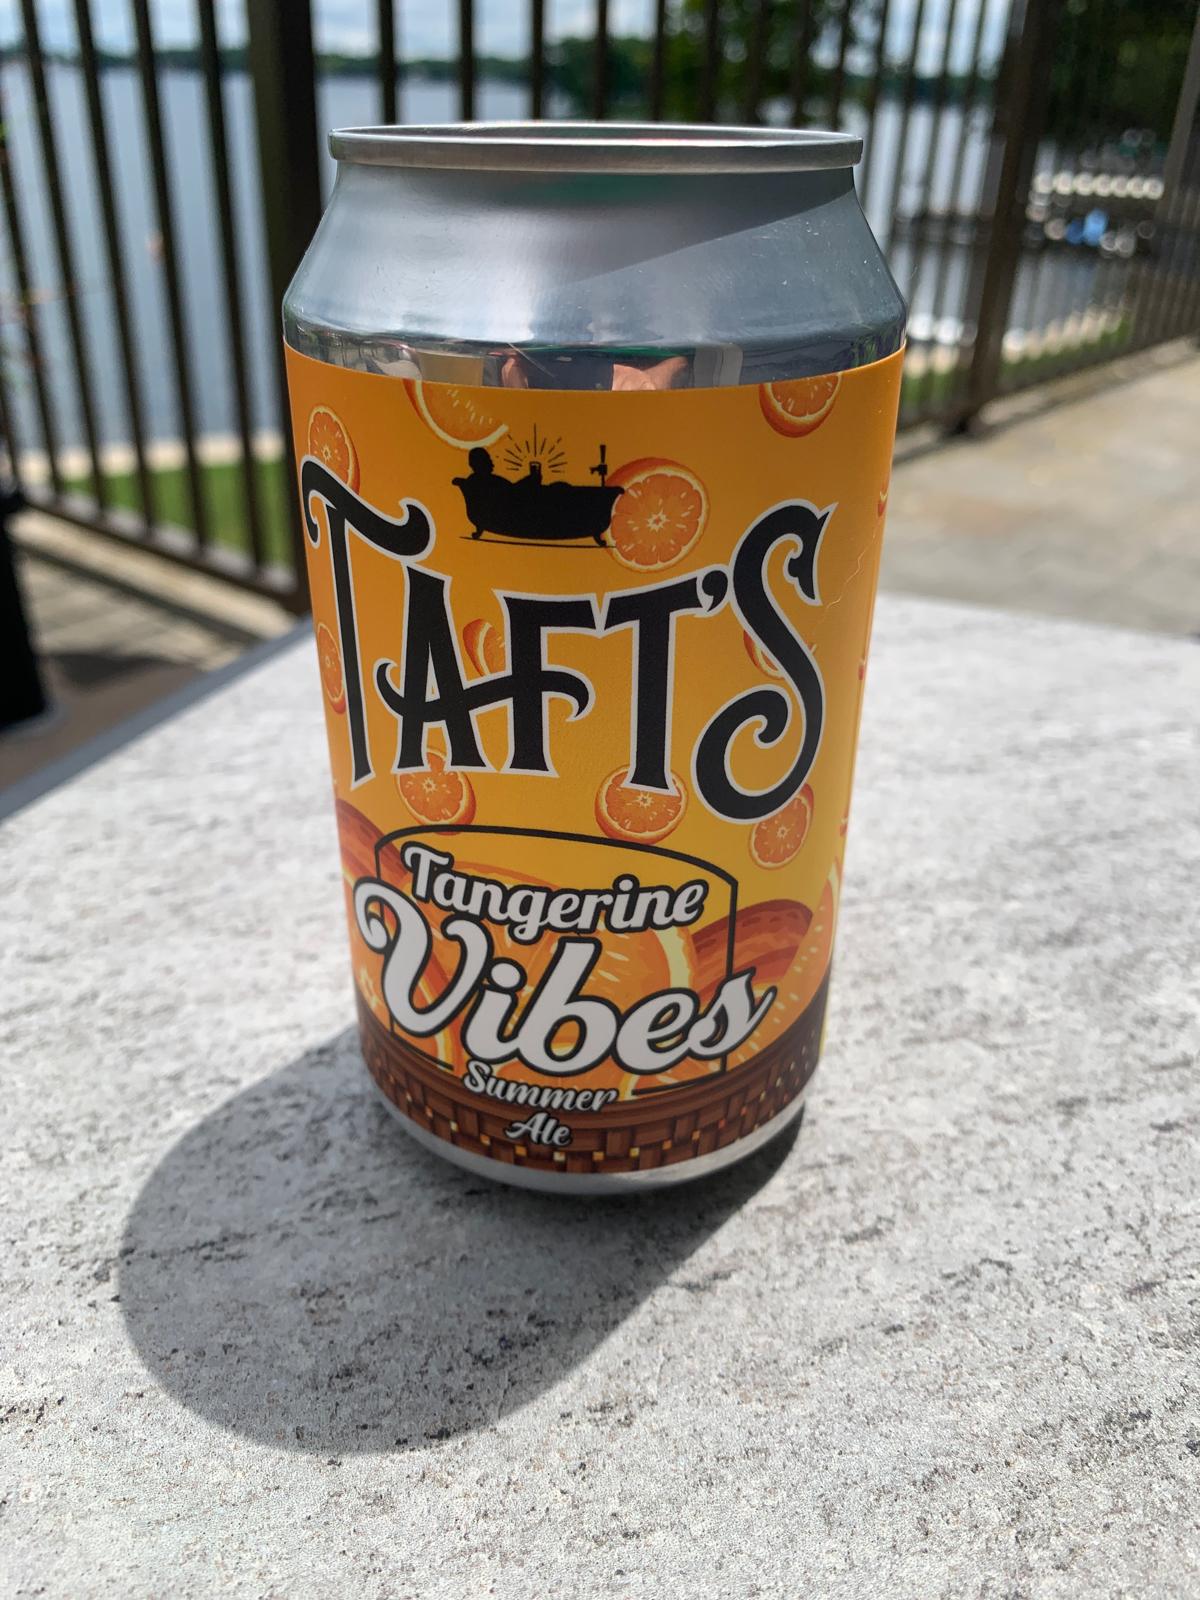 TAFT'S
Tangerine
Vibes
Summer
Ale